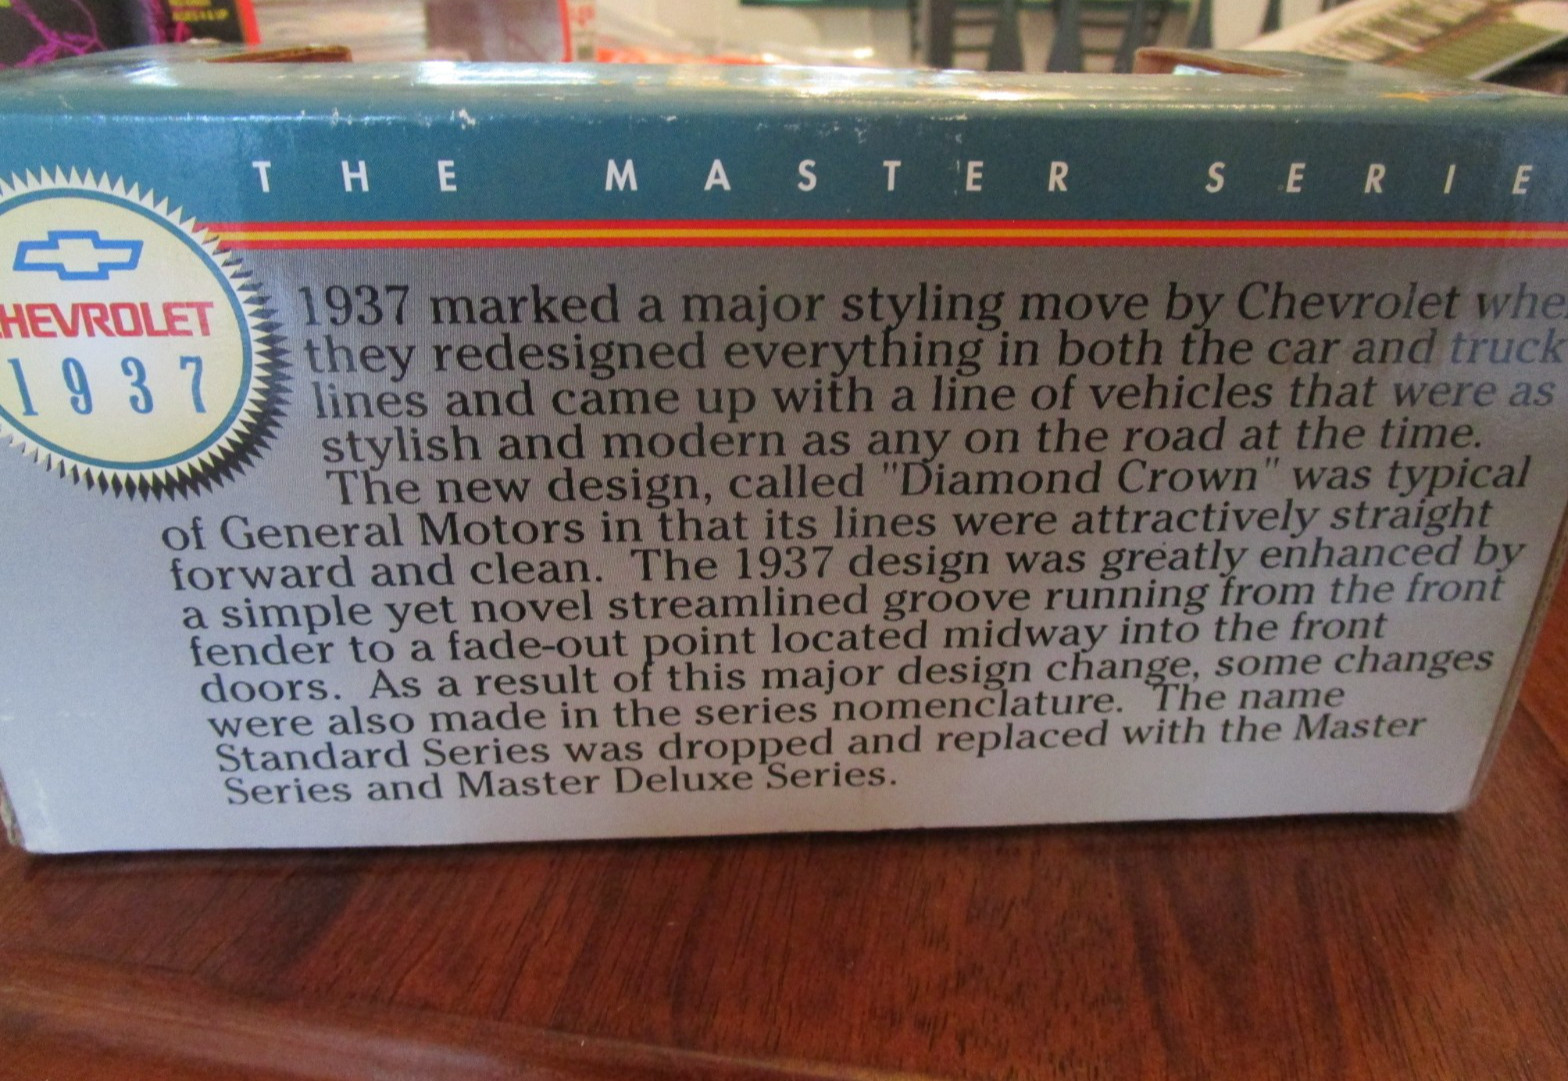 THE MASTER SERIE
HEVROLET
1937
1937 marked a major styling move by Chevrolet whe
they redesigned everything in both the car and truck
lines and came up with a line of vehicles that were as
stylish and modern as any on the road at the time.
The new design, called "Diamond Crown" was typical
of General Motors in that its lines were attractively straight
forward and clean. The 1937 design was greatly enhanced by
a simple yet novel streamlined groove running from the front
fender to a fade-out point located midway into the front
doors. As a result of this major design change, some changes
were also made in the series nomenclature. The name
Standard Series was dropped and replaced with the Master
Series and Master Deluxe Series.